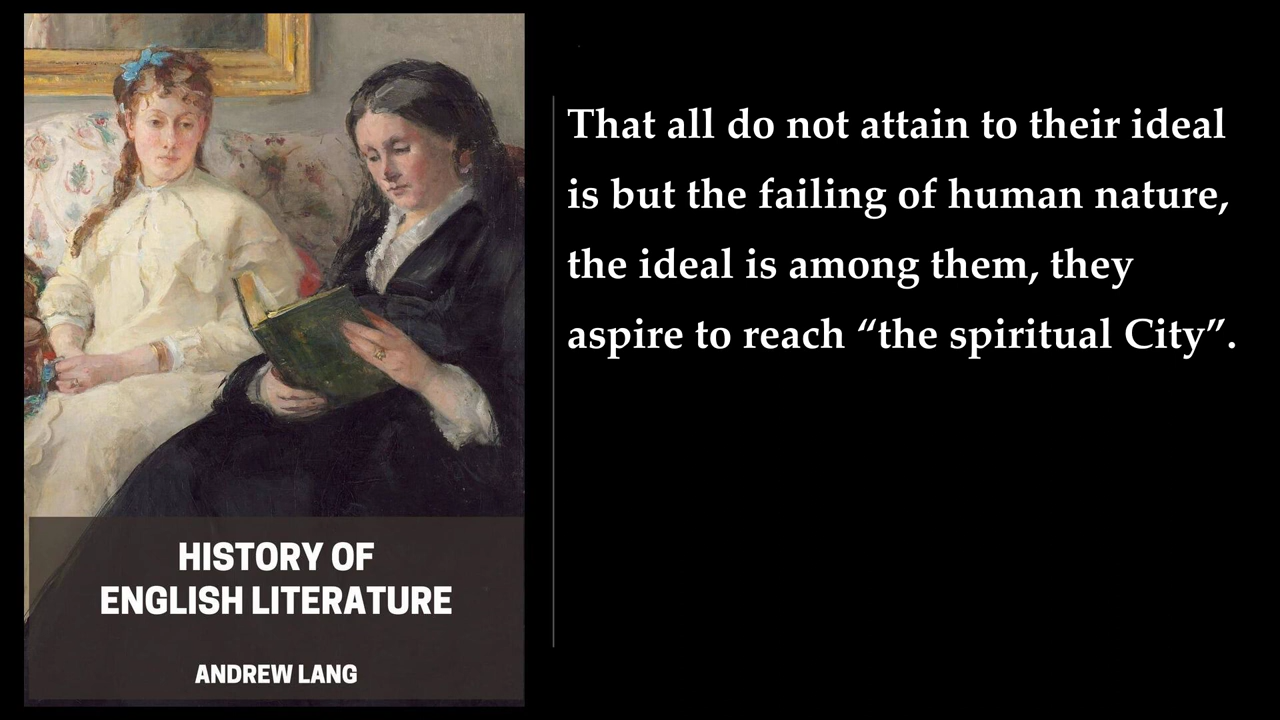 HISTORY OF
ENGLISH LITERATURE
ANDREW LANG
That all do not attain to their ideal
is but the failing of human nature,
the ideal is among them, they
aspire to reach “the spiritual City”.